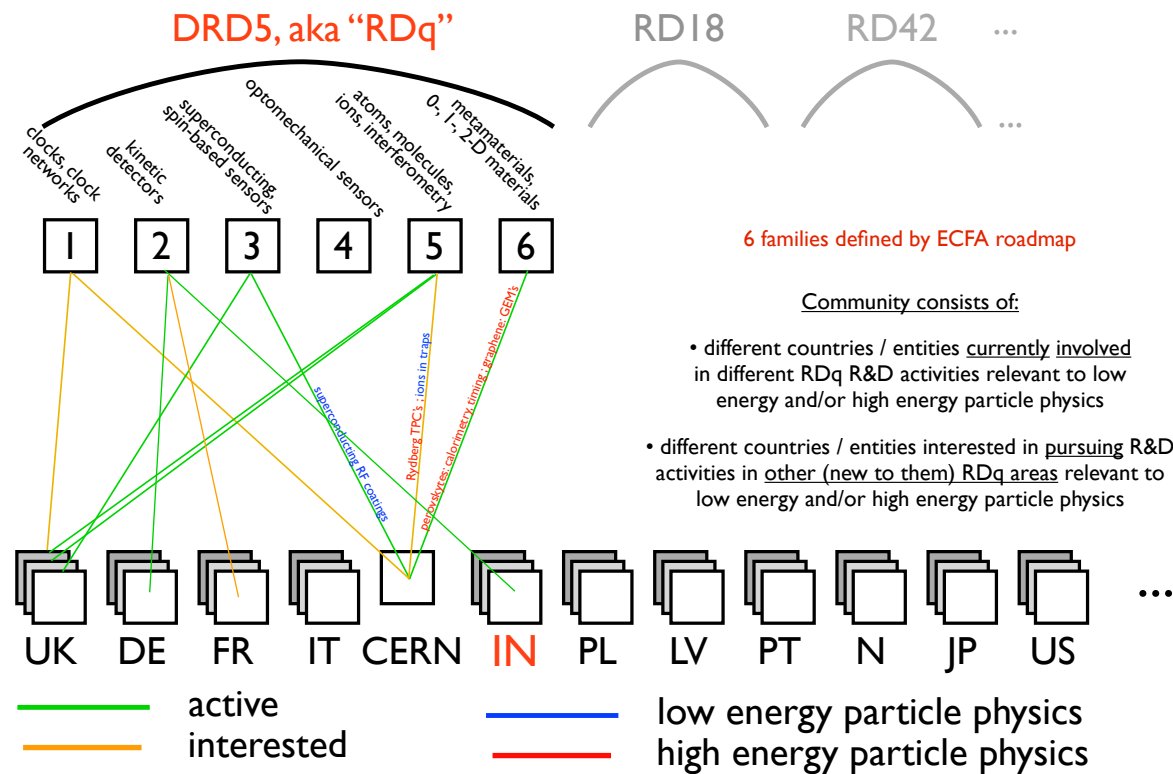 DRD5, aka “RDq”
RD18
RD42
...
...
clocks, clock
networks
kinetic
detectors
superconducting,
spin-based sensors
optomechanical sensors
atoms, molecules,
ions, interferometry
metamaterials,
0-, 1-, 2-D materials
1
2
3
4
5
6
6 families defined by ECFA roadmap
Community consists of:
• different countries / entities currently involved
in different RDq R&D activities relevant to low
energy and/or high energy particle physics
• different countries / entities interested in pursuing R&D
activities in other (new to them) RDq areas relevant to
low energy and/or high energy particle physics
superconducting RF coatings
Rydberg TPC's ; ions in traps
perovskytes: calorimetry, timing ; graphene: GEM's
...
UK
DE
FR
IT
CERN
IN
PL
LV
PT
N
JP
US
active
interested
low energy particle physics
high energy particle physics